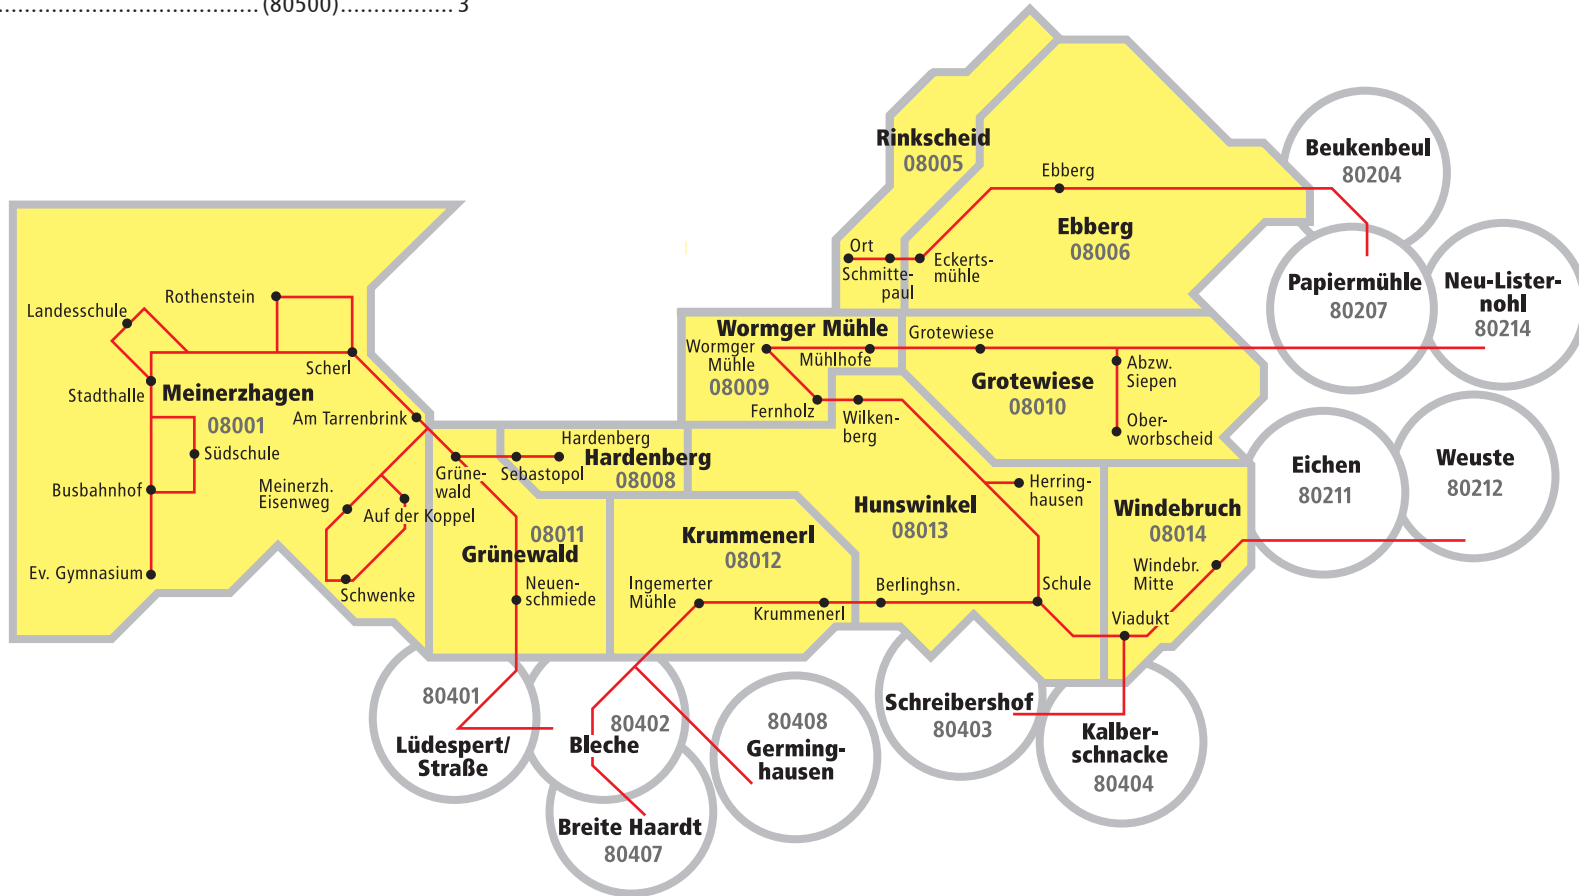 (80500) 3
Rinkscheid
08005
Beukenbeul
80204
Ebberg
Ebberg
08006
Ort
Schmitte-
paul
Eckerts-
mühle
Papiermühle
80207
Neu-Lister-
nohl
80214
Landesschule
Rothenstein
Scherl
Stadthalle
Meinerzhagen
08001
Am Tarrenbrink
Südschule
Busbahnhof
Meinerzh.
Eisenweg
Auf der Koppel
Ev. Gymnasium
Schwenke
Wormger Mühle
Wormger
Mühle
08009
Mühlhofe
Fernholz
Wilken-
berg
Grotewiese
Grotewiese
08010
Abzw.
Siepen
Ober-
worbscheid
Hardenberg
Hardenberg
08008
Grüne-
wald
Sebastopol
08011
Grünewald
Neuen-
schmiede
Krummenerl
08012
Ingemerter
Mühle
Krummenerl
Hunswinkel
08013
Herring-
hausen
Berlinghsn.
Schule
Windebruch
08014
Windebr.
Mitte
Viadukt
Eichen
80211
Weuste
80212
80401
Lüdespert/
Straße
80402
Bleche
Breite Haardt
80407
80408
Germing-
hausen
Schreibershof
80403
Kalber-
schnacke
80404